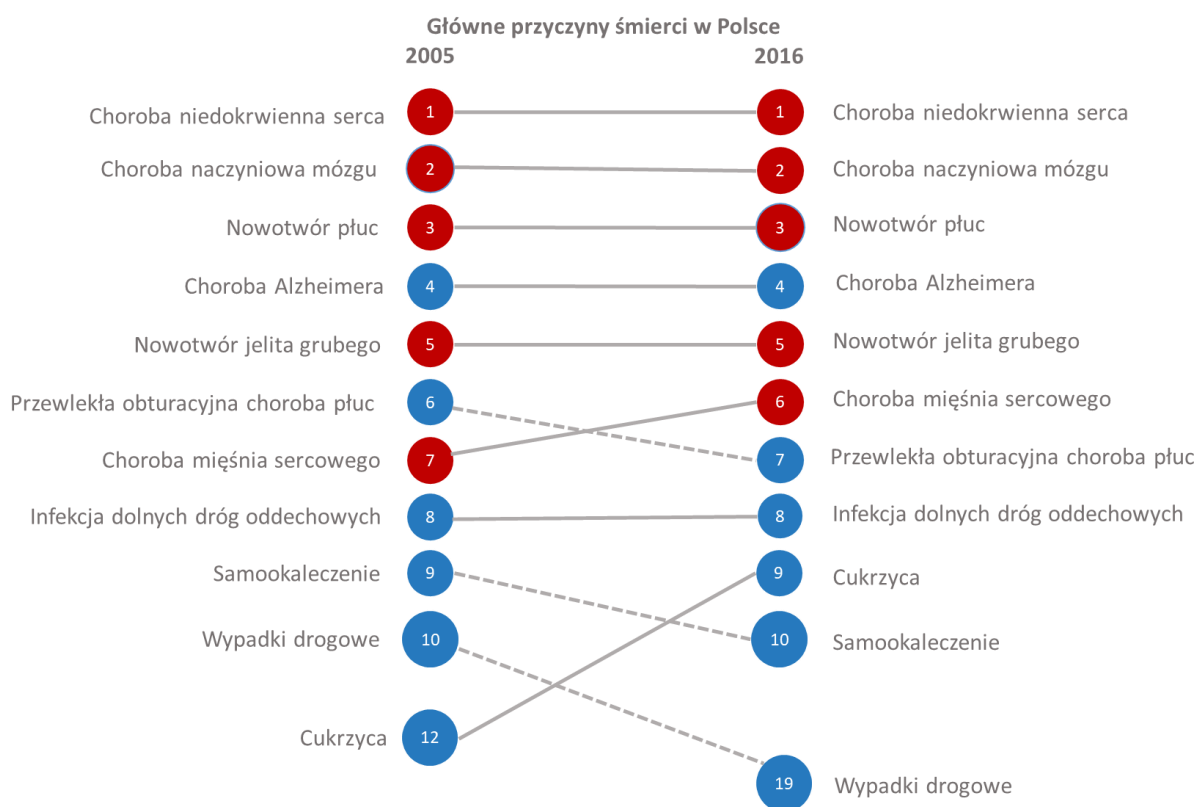 Główne przyczyny śmierci w Polsce
2005 2016
Choroba niedokrwienna serca 1 1 Choroba niedokrwienna serca
Choroba naczyniowa mózgu 2 2 Choroba naczyniowa mózgu
Nowotwór płuc 3 3 Nowotwór płuc
Choroba Alzheimera 4 4 Choroba Alzheimera
Nowotwór jelita grubego 5 5 Nowotwór jelita grubego
Przewlekła obturacyjna choroba płuc 6 6 Choroba mięśnia sercowego
Choroba mięśnia sercowego 7 7 Przewlekła obturacyjna choroba płuc
Infekcja dolnych dróg oddechowych 8 8 Infekcja dolnych dróg oddechowych
Samookaleczenie 9 9 Cukrzyca
Wypadki drogowe 10 10 Samookaleczenie
Cukrzyca 12
19 Wypadki drogowe